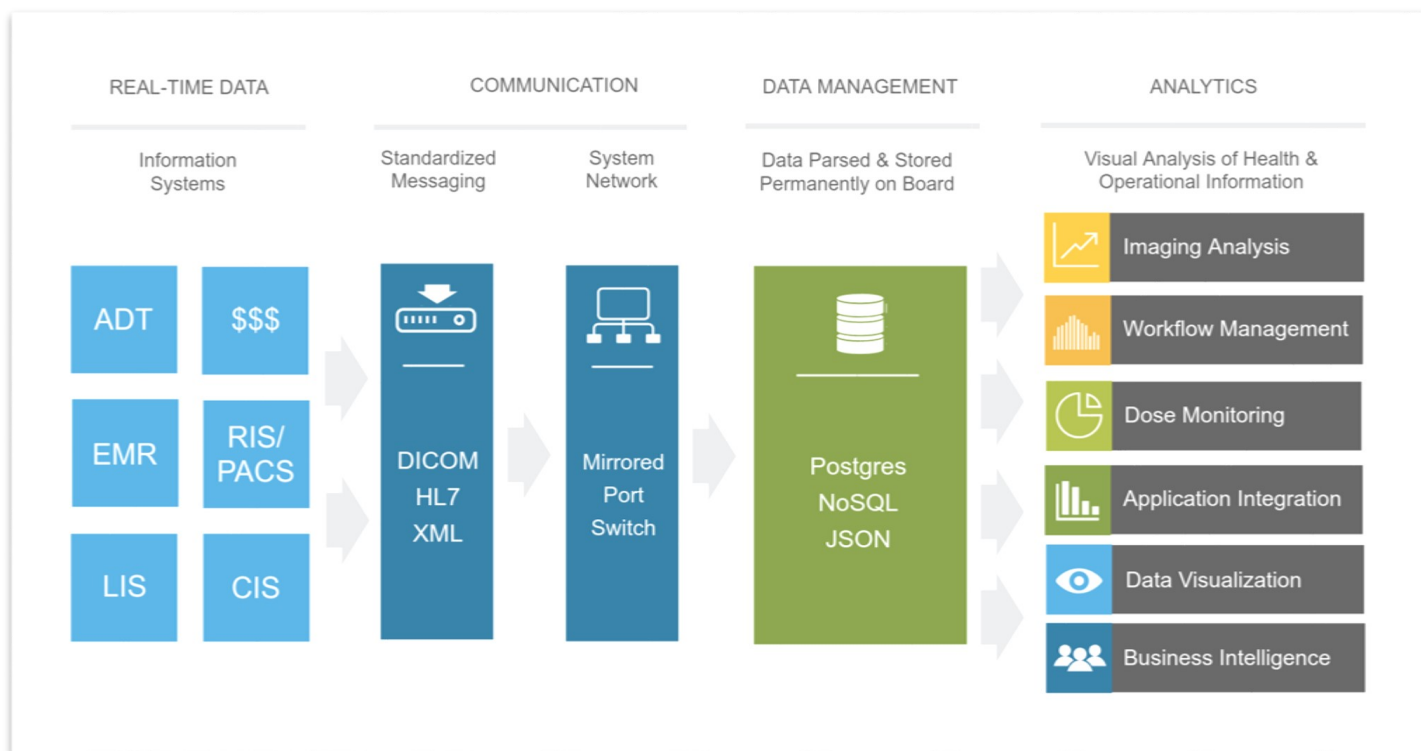 REAL-TIME DATA
COMMUNICATION
DATA MANAGEMENT
ANALYTICS
Information
Systems
Standardized
Messaging
System
Network
Data Parsed & Stored
Permanently on Board
Visual Analysis of Health &
Operational Information
ADT
$$$
EMR
RIS/
PACS
LIS
CIS
DICOM
HL7
XML
Mirrored
Port
Switch
Postgres
NoSQL
JSON
Imaging Analysis
Workflow Management
Dose Monitoring
Application Integration
Data Visualization
Business Intelligence